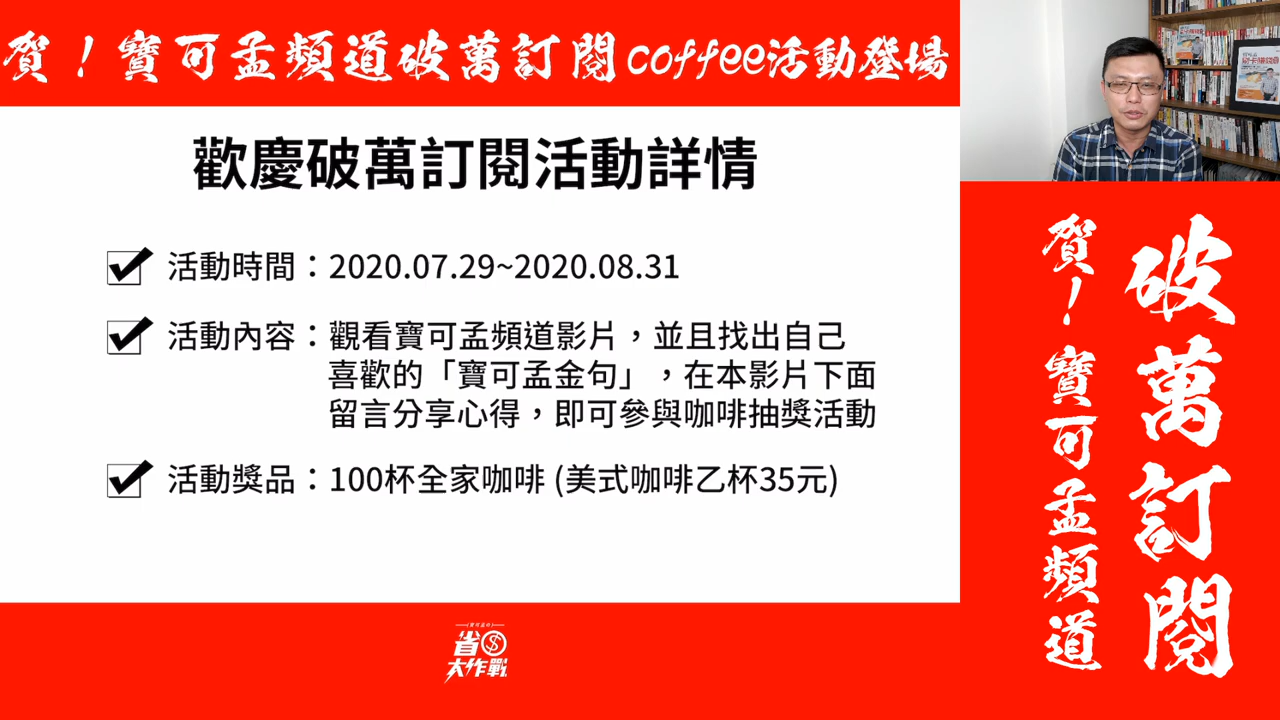 賀！寶可孟頻道破萬訂閱coffee活動登場
歡慶破萬訂閱活動詳情
活動時間：2020.07.29~2020.08.31
活動內容：觀看寶可孟頻道影片，並且找出自己
喜歡的「寶可孟金句」，在本影片下面
留言分享心得，即可參與咖啡抽獎活動
活動獎品：100杯全家咖啡 (美式咖啡乙杯35元)
省$
大作戰
破萬訂閱
賀！寶可孟頻道